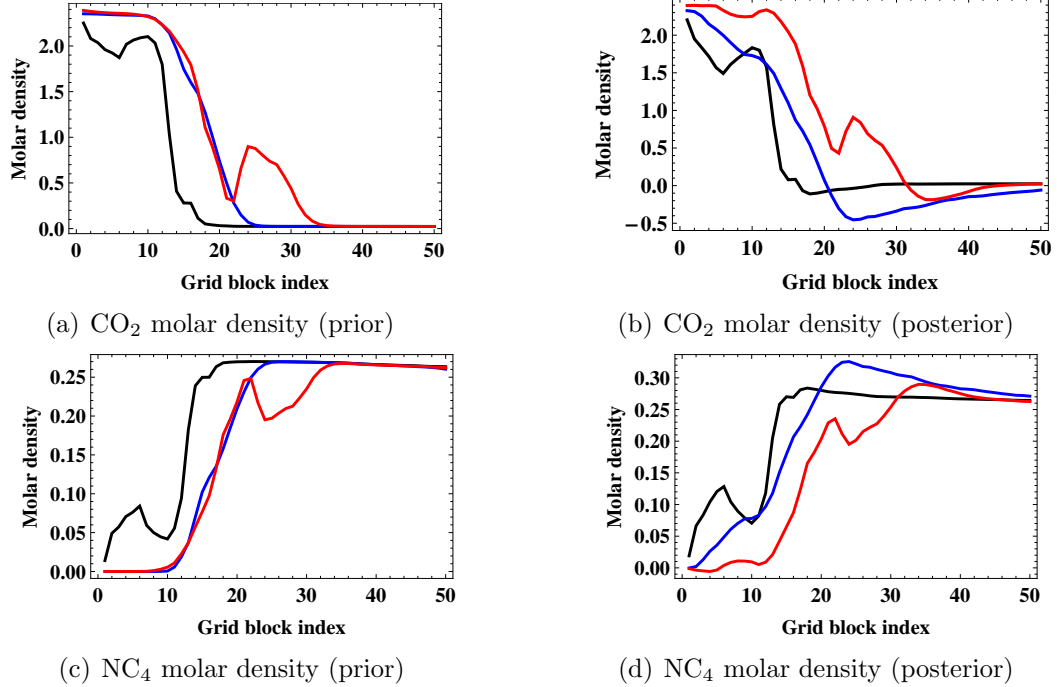 Molar density
2.0
1.5
1.0
0.5
0.0
0 10 20 30 40 50
Grid block index
(a) CO₂ molar density (prior)
Molar density
2.0
1.5
1.0
0.5
0.0
−0.5
0 10 20 30 40 50
Grid block index
(b) CO₂ molar density (posterior)
Molar density
0.25
0.20
0.15
0.10
0.05
0.00
0 10 20 30 40 50
Grid block index
(c) NC₄ molar density (prior)
Molar density
0.30
0.25
0.20
0.15
0.10
0.05
0.00
0 10 20 30 40 50
Grid block index
(d) NC₄ molar density (posterior)